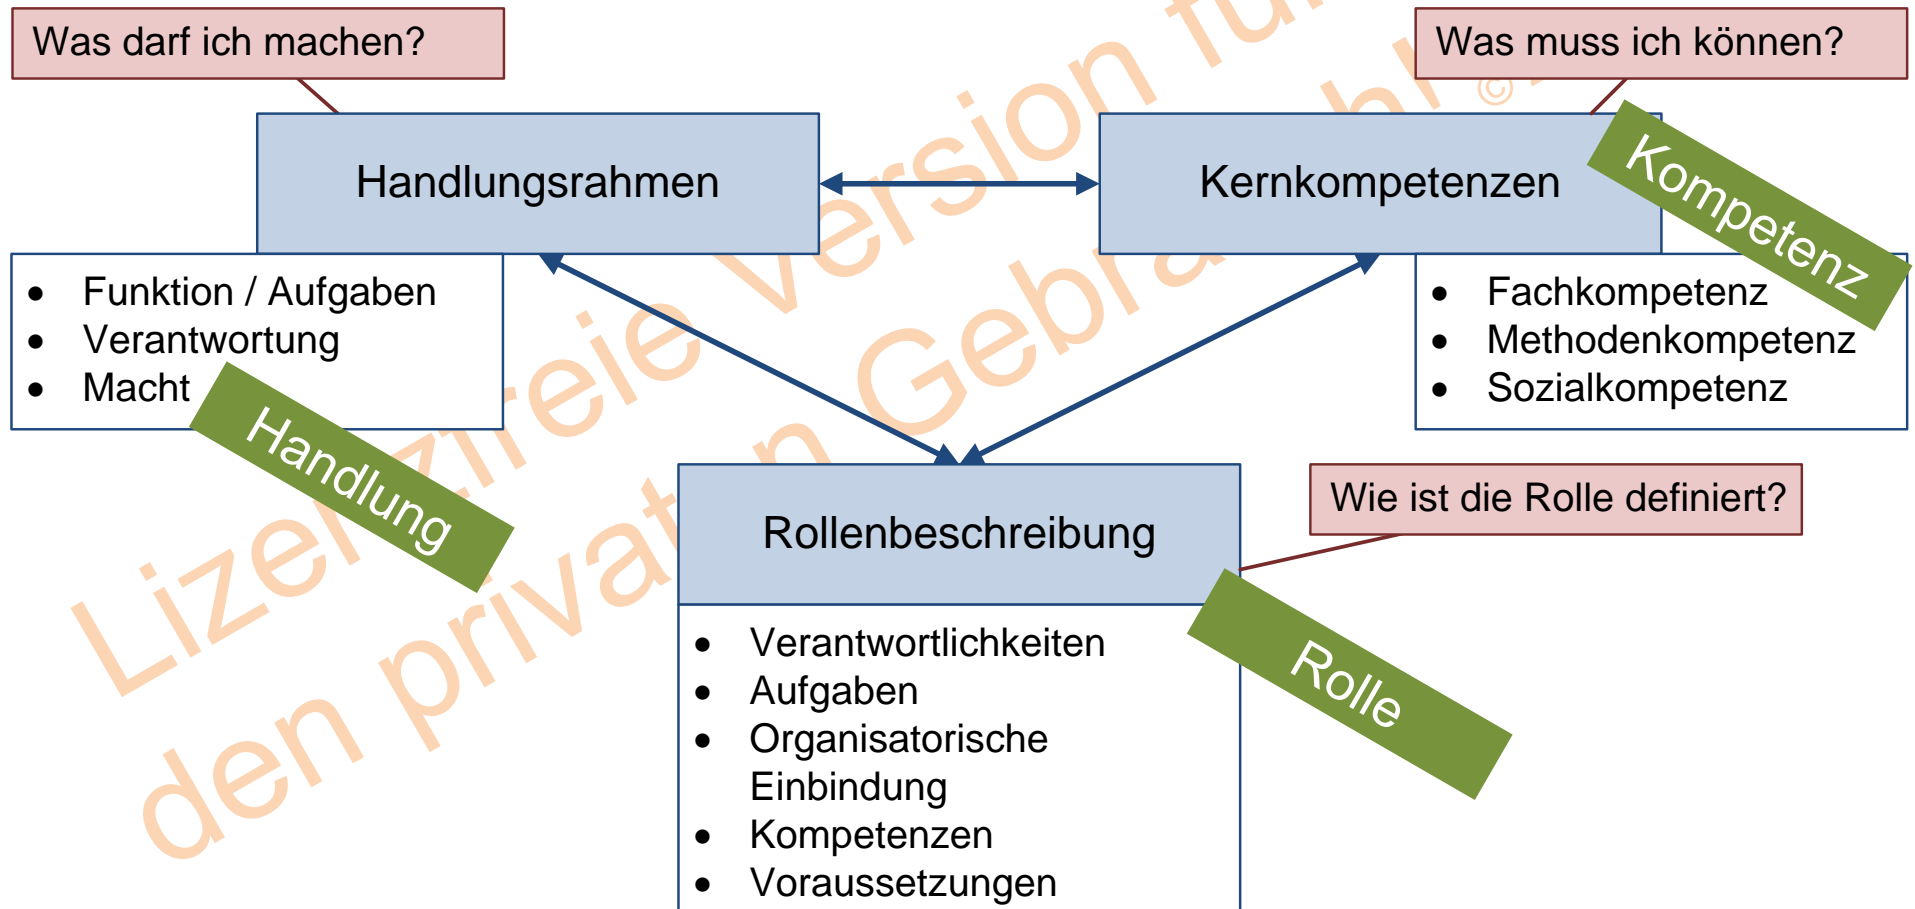 Was darf ich machen?
Was muss ich können?
Handlungsrahmen
Kernkompetenzen
Kompetenz
• Funktion / Aufgaben
• Verantwortung
• Macht
Handlung
• Fachkompetenz
• Methodenkompetenz
• Sozialkompetenz
Wie ist die Rolle definiert?
Rollenbeschreibung
Rolle
• Verantwortlichkeiten
• Aufgaben
• Organisatorische
Einbindung
• Kompetenzen
• Voraussetzungen
Lizenzfreie Version für
den privaten Gebrauch!
©